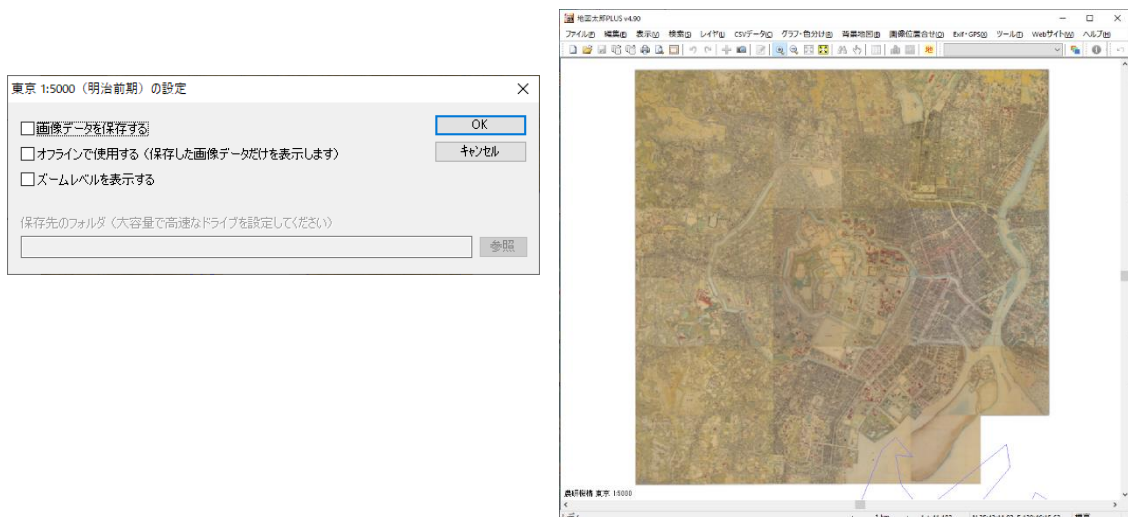 東京 1:5000（明治前期）の設定
画像データを保存する
オフラインで使用する（保存した画像データだけを表示します）
ズームレベルを表示する
保存先のフォルダ（大容量で高速なドライブを設定してください）
OK
キャンセル
参照
地図太郎PLUS v4.90
ファイル(F) 編集(E) 表示(V) 検索(S) レイヤ(L) CSVデータ(C) グラフ・色分け(B) 背景地図(B) 画像位置合せ(Q) Exif・GPS(G) ツール(T) Webサイト(W) ヘルプ(H)
地
農研機構 東京 1:5000